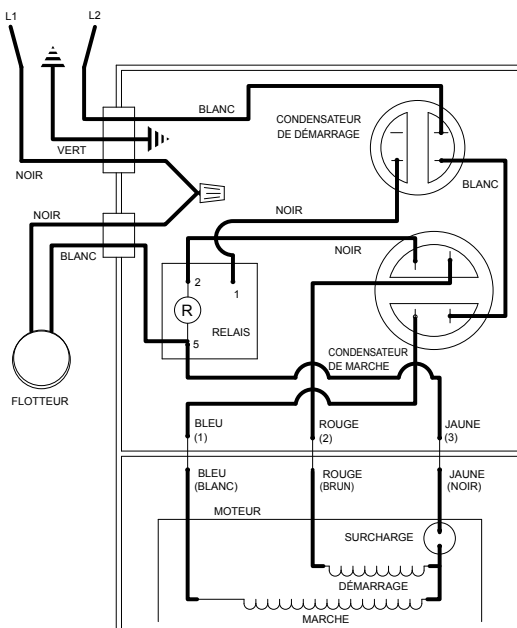 L1
L2
BLANC
CONDENSATEUR
DE DÉMARRAGE
VERT
NOIR
BLANC
NOIR
NOIR
NOIR
BLANC
2
1
R
RELAIS
5
CONDENSATEUR
DE MARCHE
FLOTTEUR
BLEU
(1)
ROUGE
(2)
JAUNE
(3)
BLEU
(BLANC)
ROUGE
(BRUN)
JAUNE
(NOIR)
MOTEUR
SURCHARGE
DÉMARRAGE
MARCHE